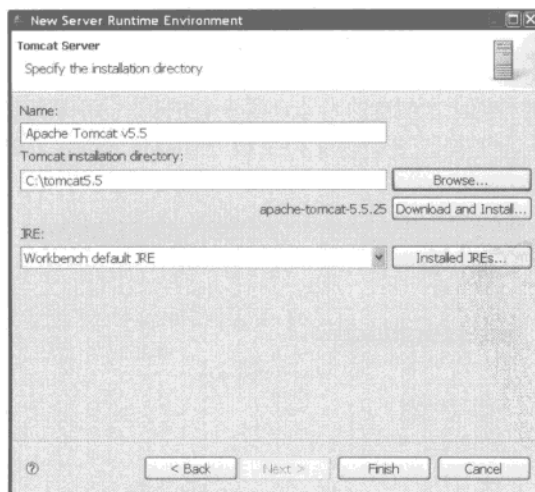 New Server Runtime Environment
Tomcat Server
Specify the installation directory
Name:
Apache Tomcat v5.5
Tomcat installation directory:
C:\tomcat5.5
Browse...
apache-tomcat-5.5.25 Download and Install...
JRE:
Workbench default JRE
Installed JREs...
? < Back Next > Finish Cancel